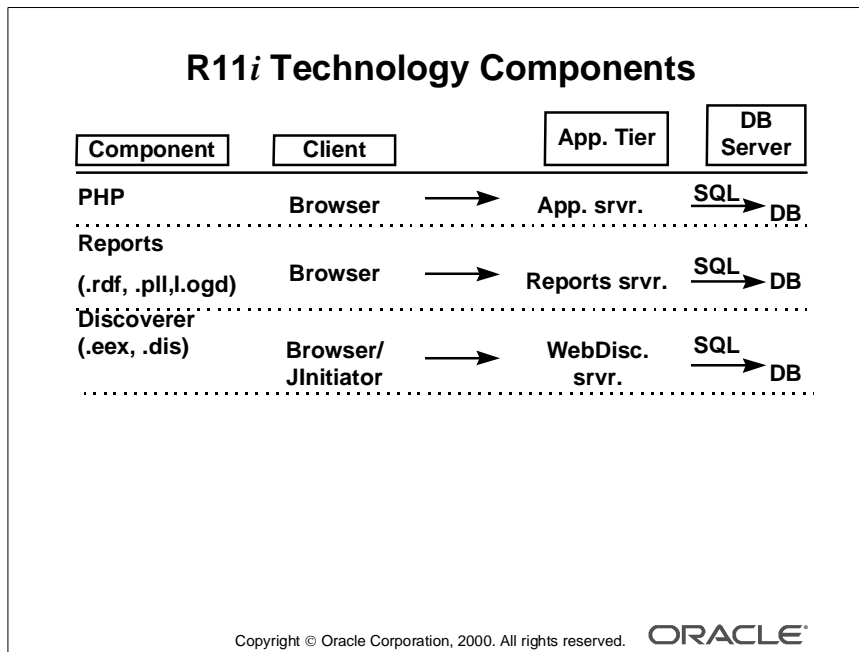 R11i Technology Components
Component Client App. Tier DB Server
PHP Browser App. srvr. SQL DB
Reports
(.rdf, .pll,l.ogd) Browser Reports srvr. SQL DB
Discoverer
(.eex, .dis) Browser/ JInitiator WebDisc. srvr. SQL DB
Copyright © Oracle Corporation, 2000. All rights reserved. ORACLE®